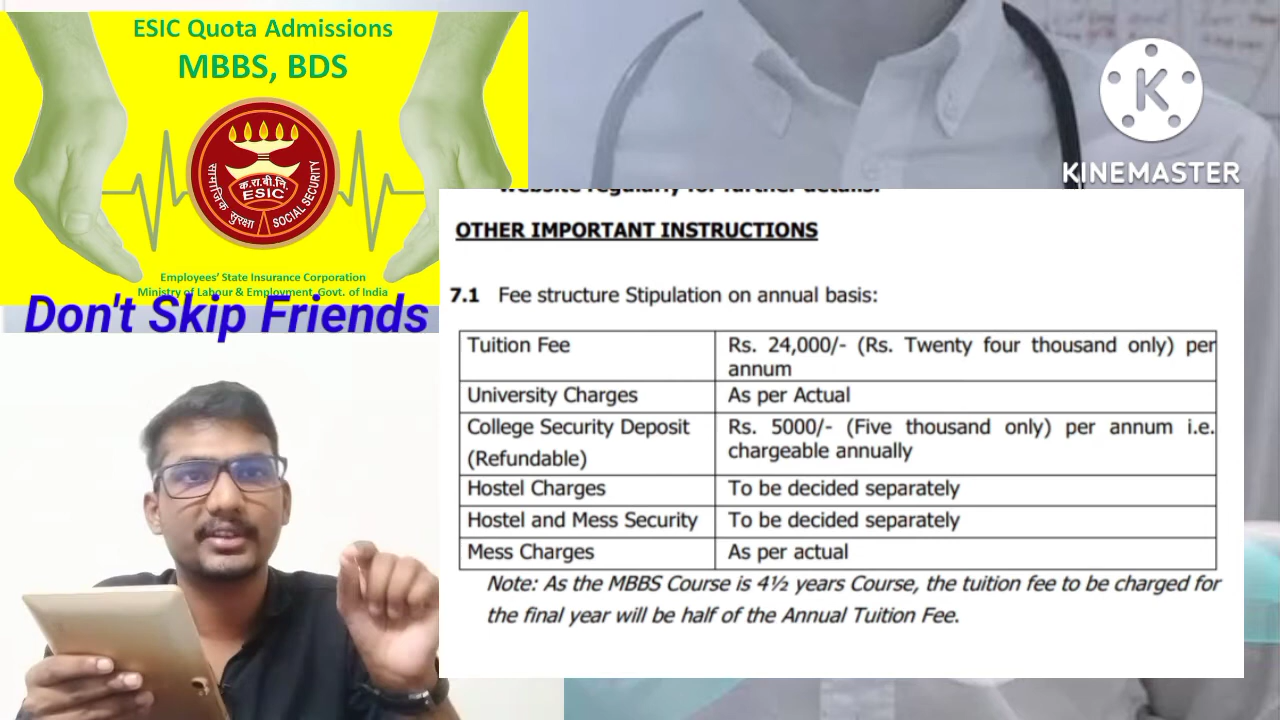 ESIC Quota Admissions
MBBS, BDS
सामाजिक सुरक्षा
क.रा.बी.नि.
ESIC
SOCIAL SECURITY
Employees' State Insurance Corporation
Ministry of Labour & Employment, Govt. of India
Don't Skip Friends
K
KINEMASTER
website regularly for further details.
OTHER IMPORTANT INSTRUCTIONS
7.1 Fee structure Stipulation on annual basis:
Tuition Fee
Rs. 24,000/- (Rs. Twenty four thousand only) per
annum
University Charges
As per Actual
College Security Deposit
(Refundable)
Rs. 5000/- (Five thousand only) per annum i.e.
chargeable annually
Hostel Charges
To be decided separately
Hostel and Mess Security
To be decided separately
Mess Charges
As per actual
Note: As the MBBS Course is 4½ years Course, the tuition fee to be charged for
the final year will be half of the Annual Tuition Fee.